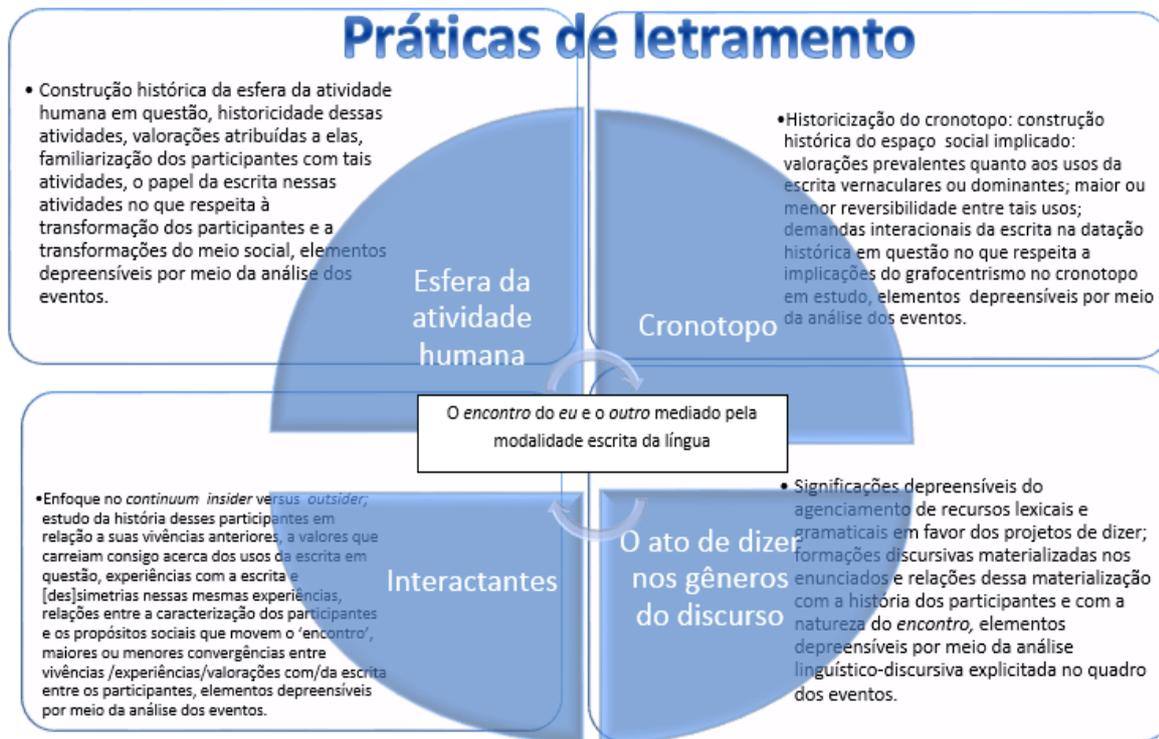 Práticas de letramento
• Construção histórica da esfera da atividade
humana em questão, historicidade dessas
atividades, valorações atribuídas a elas,
familiarização dos participantes com tais
atividades, o papel da escrita nessas
atividades no que respeita à
transformação dos participantes e a
transformações do meio social, elementos
depreensíveis por meio da análise dos
eventos.
•Historicização do cronotopo: construção
histórica do espaço social implicado:
valorações prevalentes quanto aos usos da
escrita vernaculares ou dominantes; maior ou
menor reversibilidade entre tais usos;
demandas interacionais da escrita na datação
histórica em questão no que respeita a
implicações do grafocentrismo no cronotopo
em estudo, elementos depreensíveis por meio
da análise dos eventos.
Esfera da
atividade
humana
Cronotopo
O encontro do eu e o outro mediado pela
modalidade escrita da língua
•Enfoque no continuum insider versus outsider;
estudo da história desses participantes em
relação a suas vivências anteriores, a valores que
carreiam consigo acerca dos usos da escrita em
questão, experiências com a escrita e
[des]simetrias nessas mesmas experiências,
relações entre a caracterização dos participantes
e os propósitos sociais que movem o ‘encontro’,
maiores ou menores convergências entre
vivências /experiências/valorações com/da escrita
entre os participantes, elementos depreensíveis
por meio da análise dos eventos.
Interactantes
O ato de dizer
nos gêneros
do discurso
• Significações depreensíveis do
agenciamento de recursos lexicais e
gramaticais em favor dos projetos de dizer;
formações discursivas materializadas nos
enunciados e relações dessa materialização
com a história dos participantes e com a
natureza do encontro, elementos
depreensíveis por meio da análise
linguístico-discursiva explicitada no quadro
dos eventos.